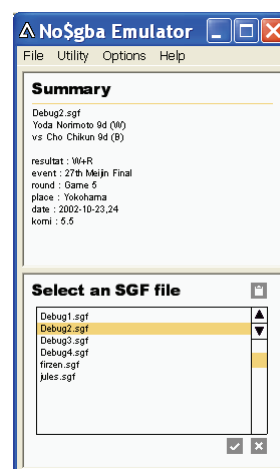 No$gba Emulator
File Utility Options Help
Summary
Debug2.sgf
Yoda Norimoto 9d (W)
vs Cho Chikun 9d (B)
resultat : W+R
event : 27th Meijin Final
round : Game 5
place : Yokohama
date : 2002-10-23,24
komi : 5.5
Select an SGF file
Debug1.sgf
Debug2.sgf
Debug3.sgf
Debug4.sgf
firzen.sgf
jules.sgf